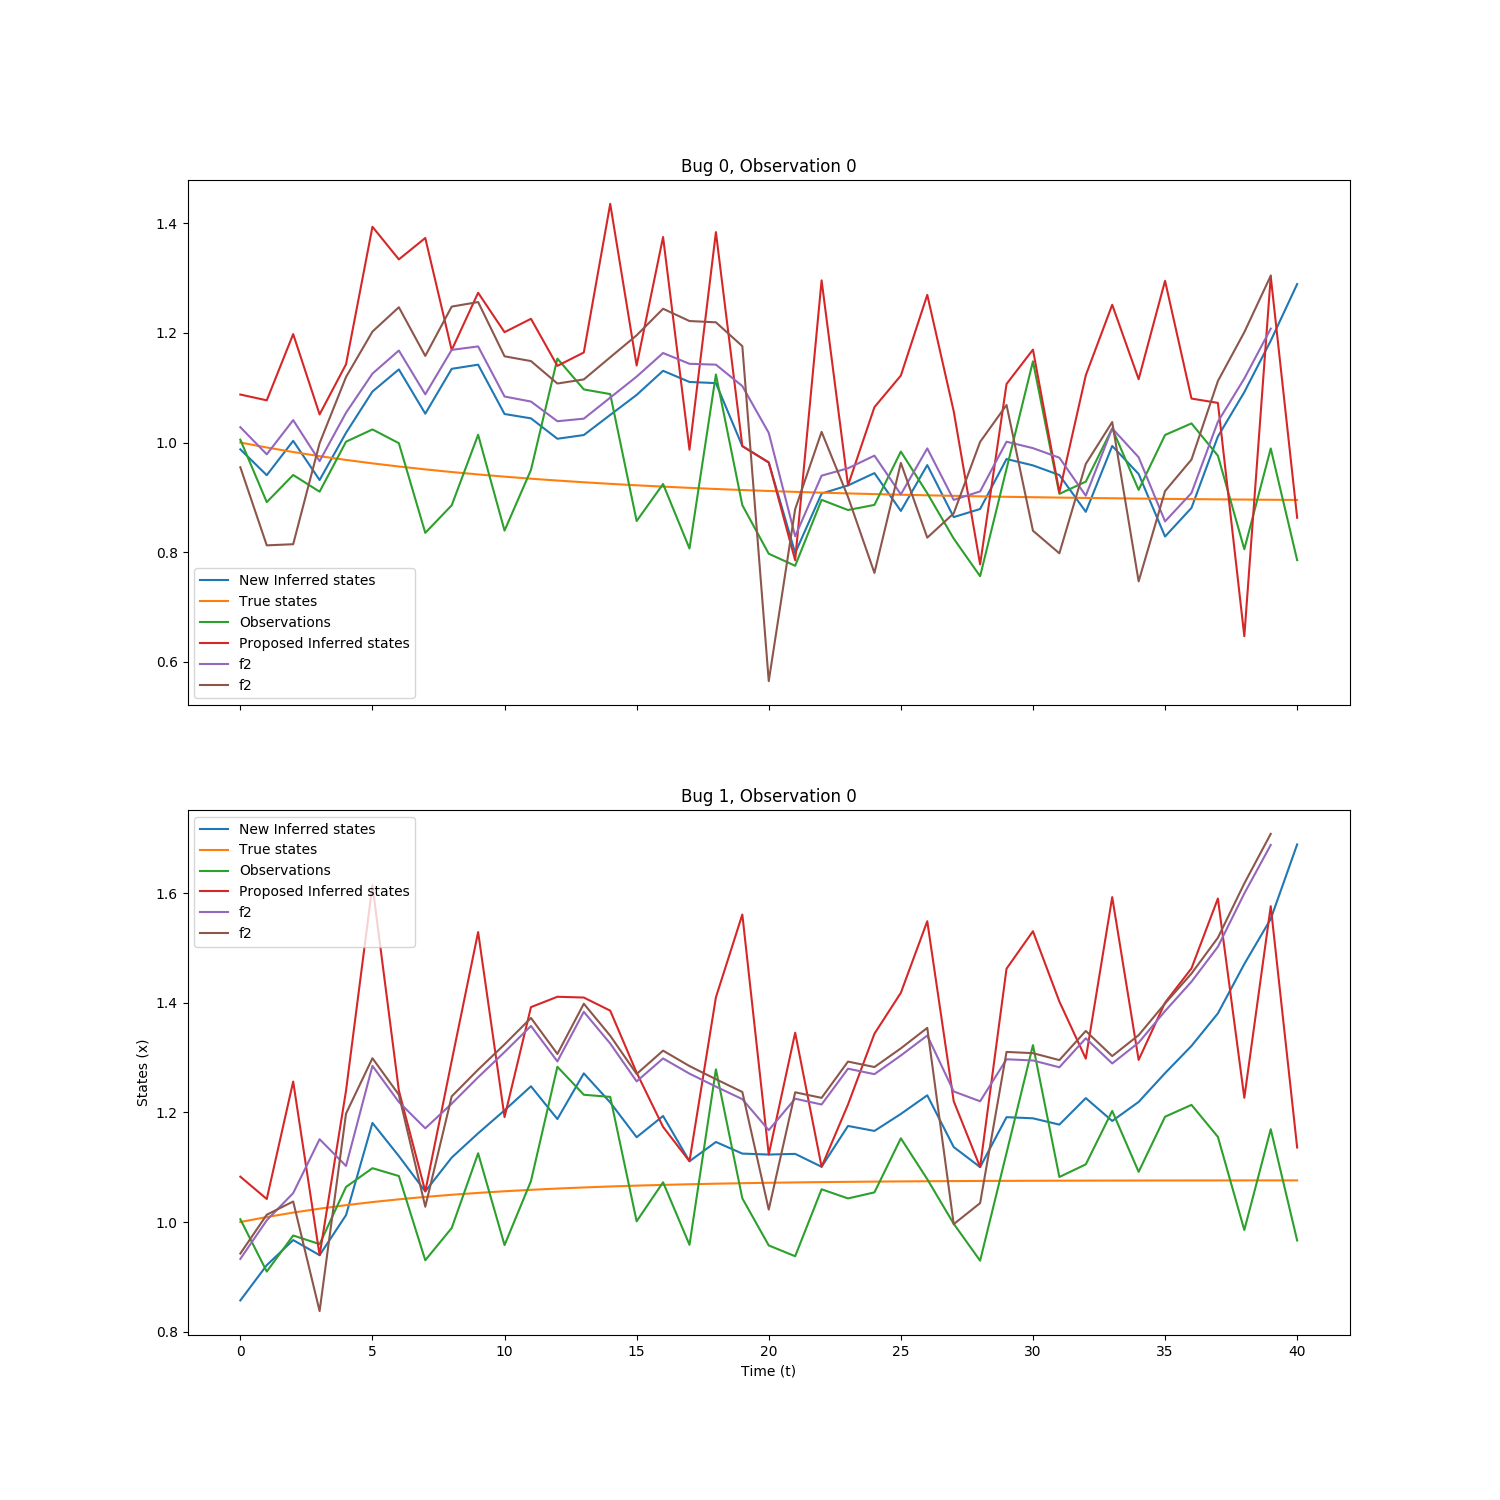 Bug 0, Observation 0
1.4
1.2
1.0
0.8
0.6
New Inferred states
True states
Observations
Proposed Inferred states
f2
f2
Bug 1, Observation 0
New Inferred states
True states
Observations
Proposed Inferred states
f2
f2
States (x)
1.6
1.4
1.2
1.0
0.8
0 5 10 15 20 25 30 35 40
Time (t)